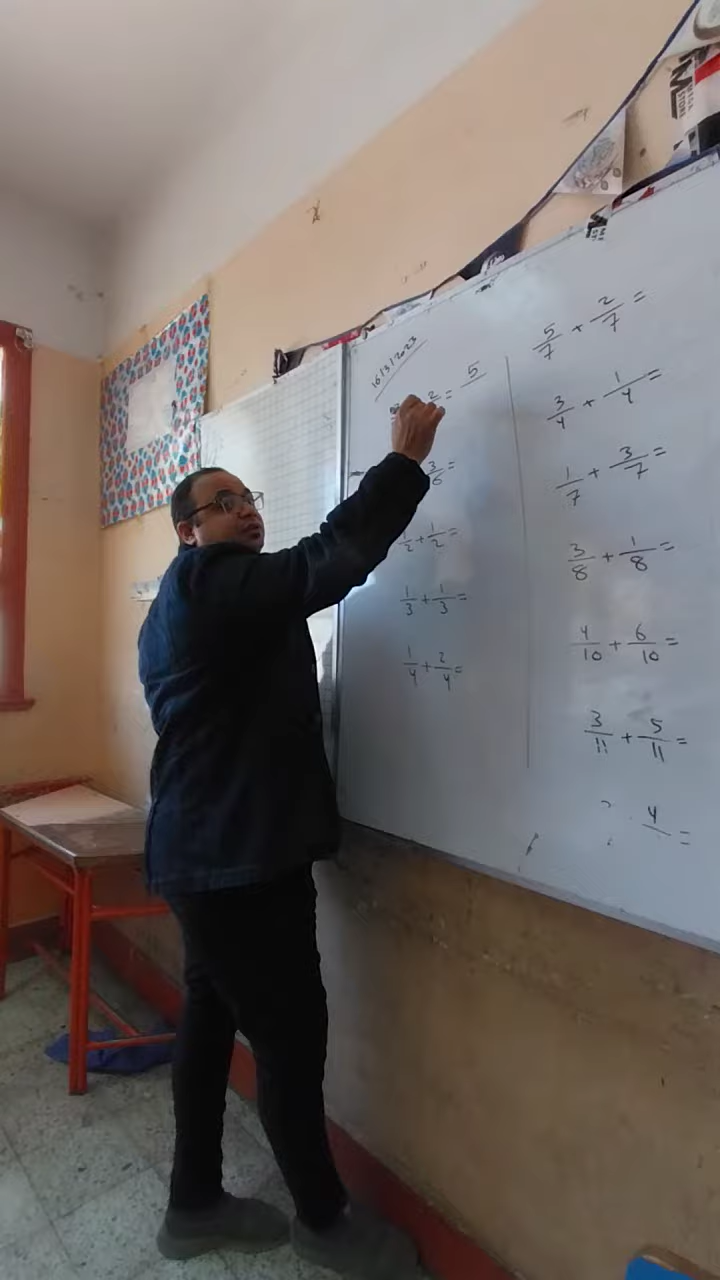 16/3/2023
2 = 5
3/6 =
1/2 + 1/2 =
1/3 + 1/3 =
1/4 + 2/4 =
5/7 + 2/7 =
3/4 + 1/4 =
1/7 + 3/7 =
3/8 + 1/8 =
4/10 + 6/10 =
3/11 + 5/11 =
4 =